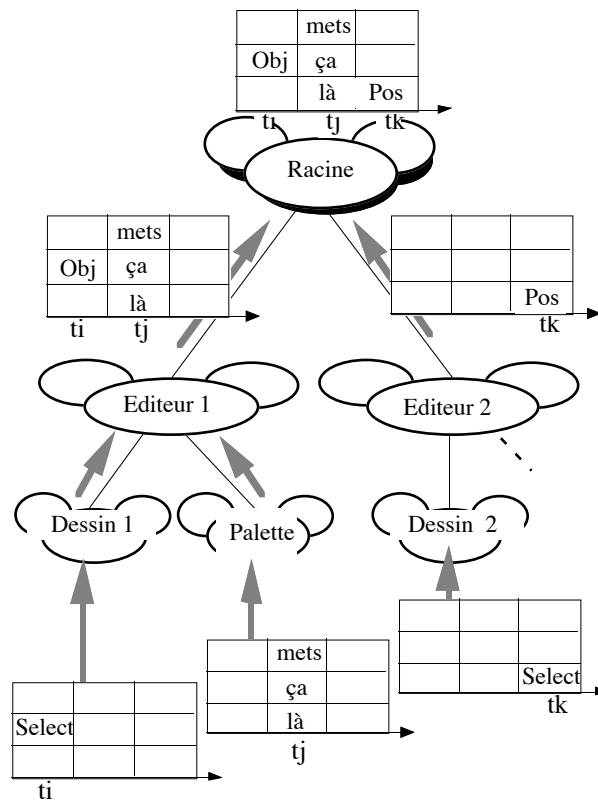 mets
Obj ça
là Pos
ti tj tk
Racine
mets
Obj ça
là
ti tj
Pos
tk
Editeur 1
Editeur 2
Dessin 1
Palette
Dessin 2
mets
ça
là
tj
Select
tk
Select
ti